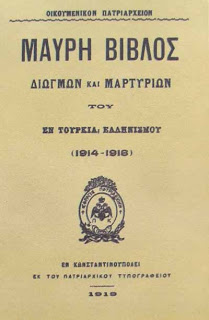 ΟΙΚΟΥΜΕΝΙΚΟΝ ΠΑΤΡΙΑΡΧΕΙΟΝ
ΜΑΥΡΗ ΒΙΒΛΟΣ
ΔΙΩΓΜΩΝ ΚΑΙ ΜΑΡΤΥΡΙΩΝ
ΤΟΥ
ΕΝ ΤΟΥΡΚΙΑι ΕΛΛΗΝΙΣΜΟΥ
(1914-1918)
ΕΝ ΚΩΝΣΤΑΝΤΙΝΟΥΠΟΛΕΙ
ΕΚ ΤΟΥ ΠΑΤΡΙΑΡΧΙΚΟΥ ΤΥΠΟΓΡΑΦΕΙΟΥ
1919